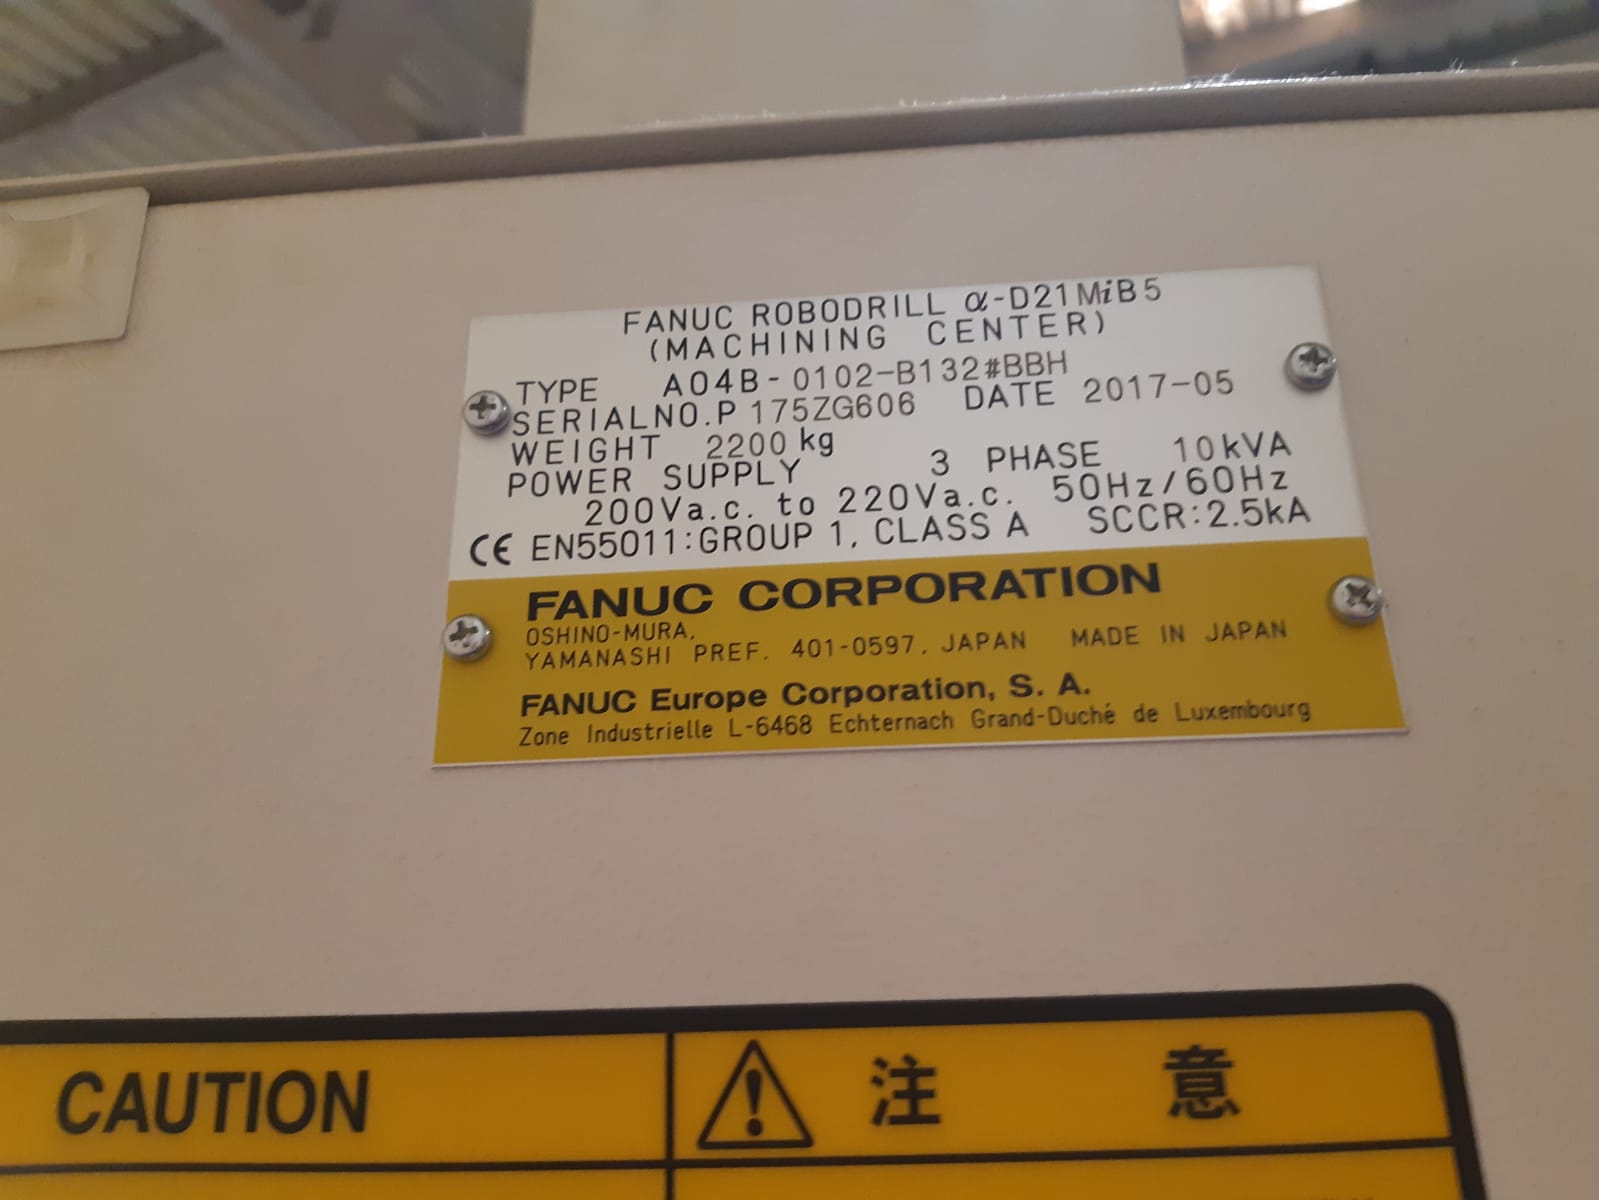 FANUC ROBODRILL α-D21MiB5
(MACHINING CENTER)
TYPE A04B-0102-B132#BBH
SERIALNO.P175ZG606 DATE 2017-05
WEIGHT 2200kg
POWER SUPPLY 3 PHASE 10kVA
200Va.c. to 220Va.c. 50Hz/60Hz
CE EN55011:GROUP 1, CLASS A SCCR:2.5kA
FANUC CORPORATION
OSHINO-MURA,
YAMANASHI PREF. 401-0597, JAPAN MADE IN JAPAN
FANUC Europe Corporation, S. A.
Zone Industrielle L-6468 Echternach Grand-Duché de Luxembourg
CAUTION
注意